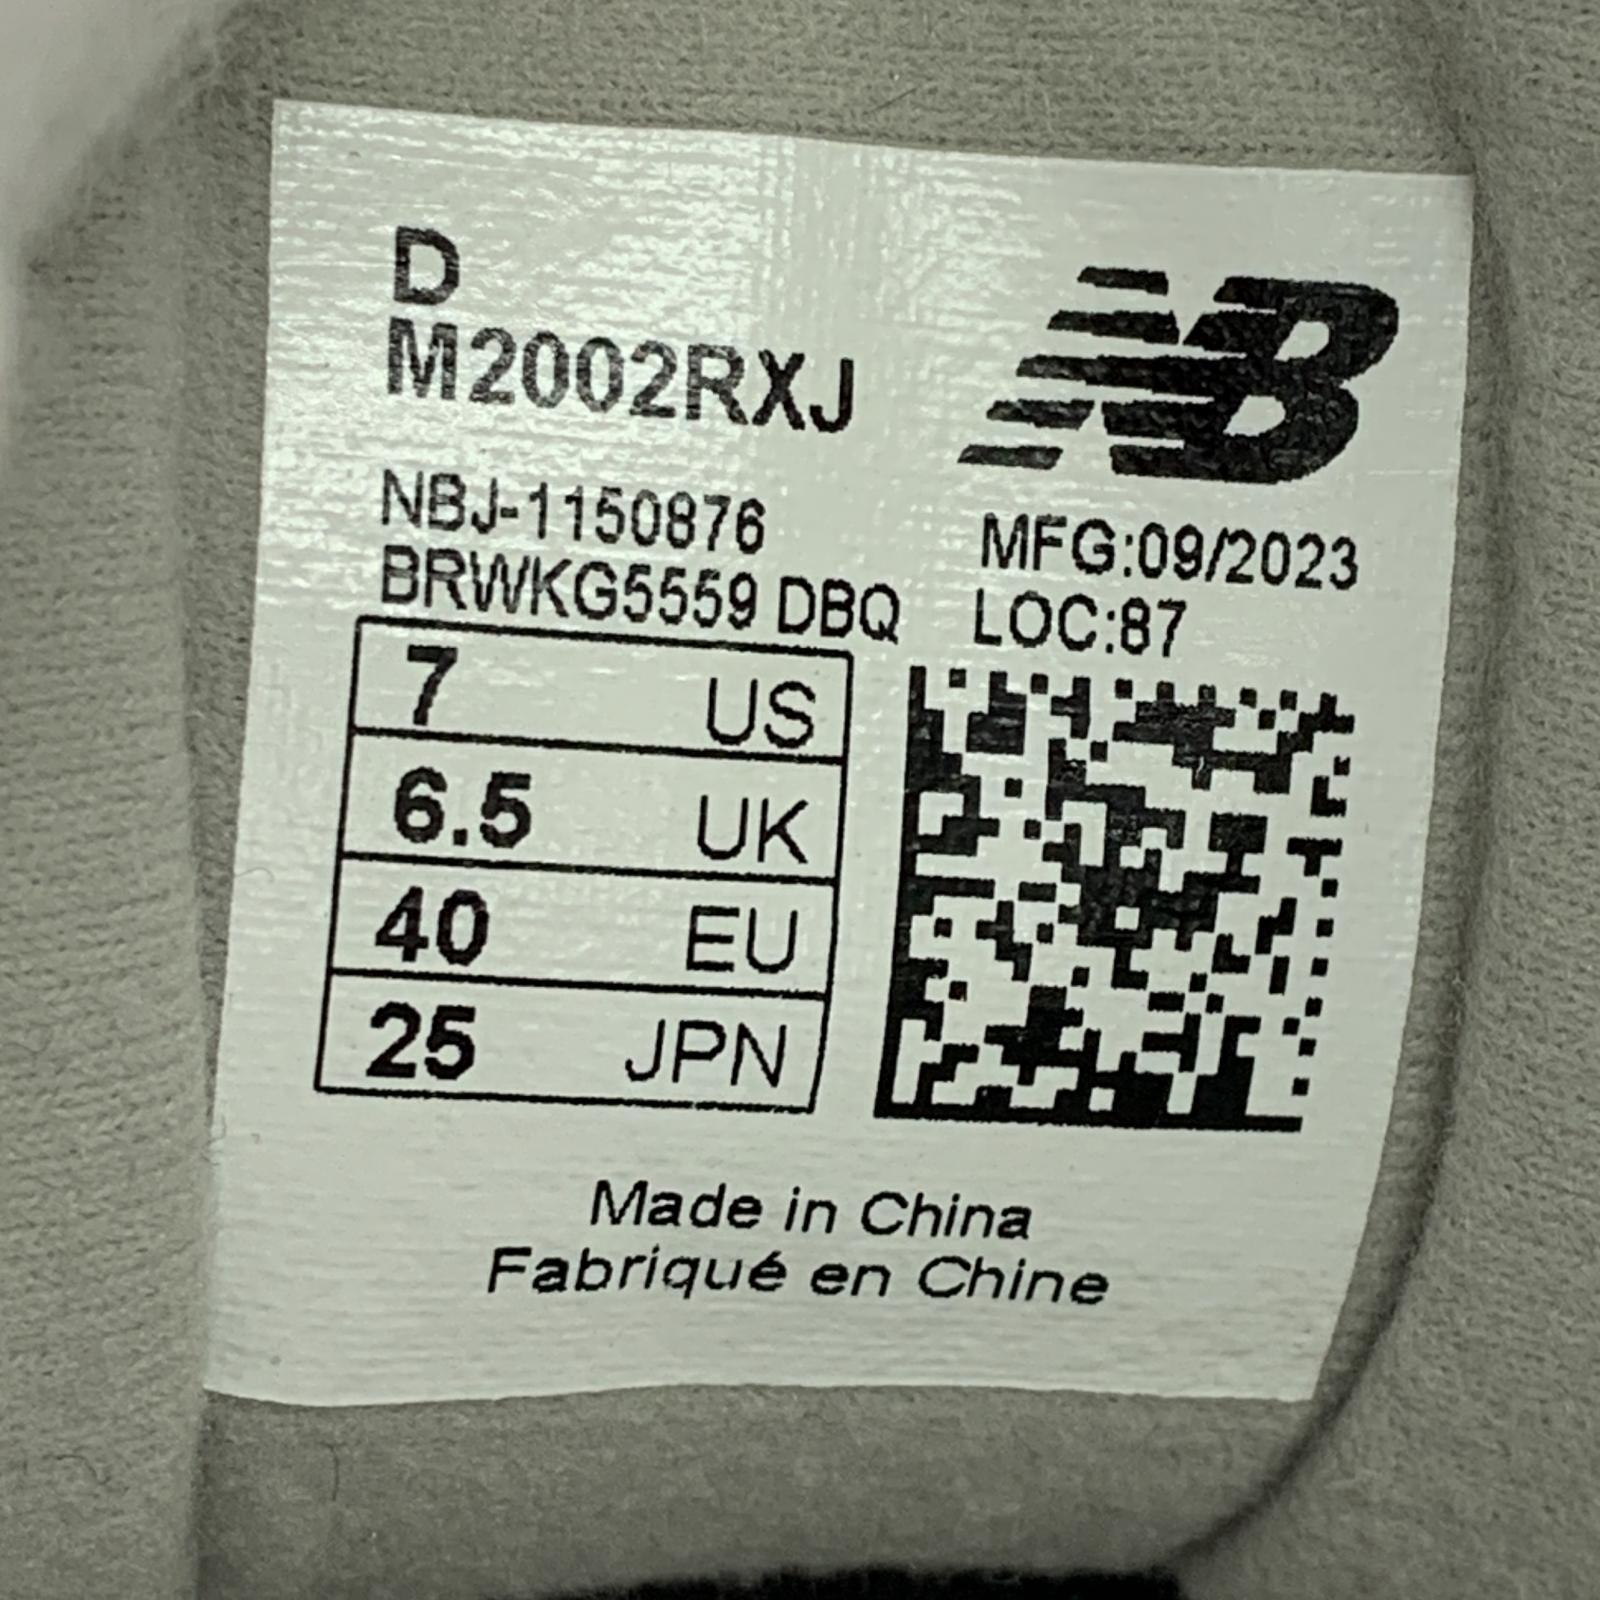 D
M2002RXJ
NB
NBJ-1150876
BRWKG5559 DBQ
MFG:09/2023
LOC:87
7 US
6.5 UK
40 EU
25 JPN
Made in China
Fabriqué en Chine